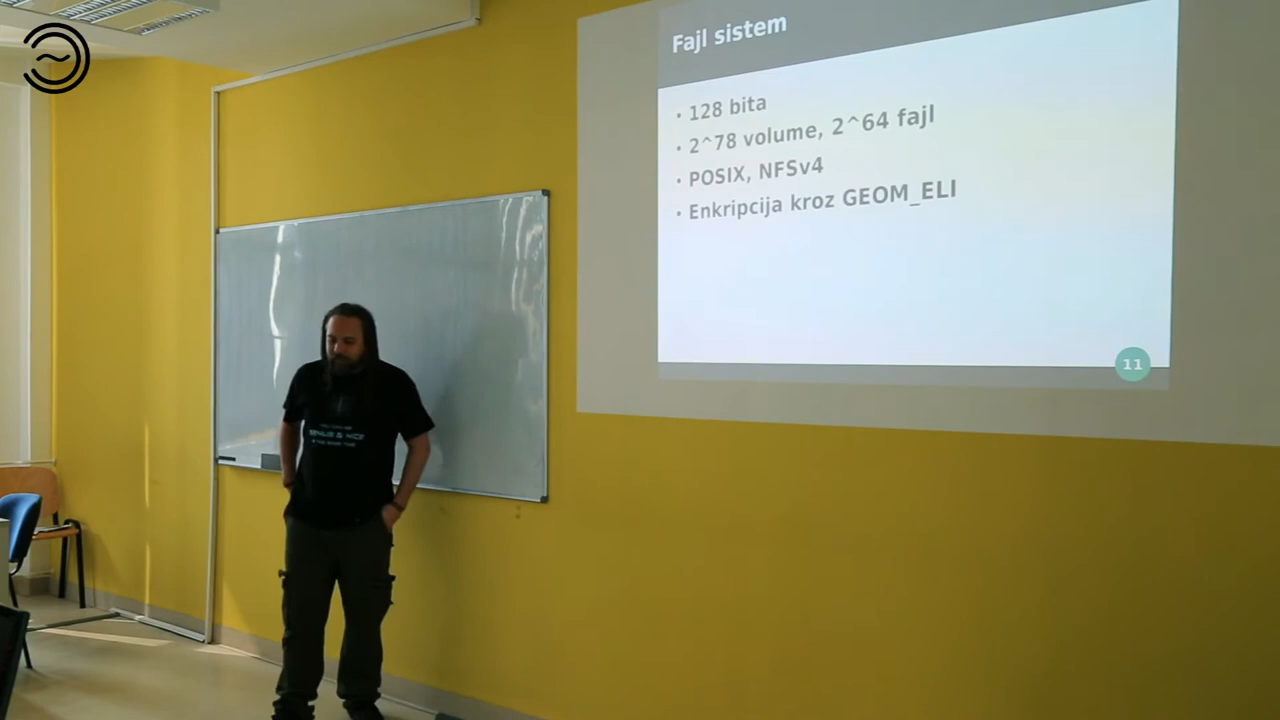 Fajl sistem
• 128 bita
• 2^78 volume, 2^64 fajl
• POSIX, NFSv4
• Enkripcija kroz GEOM_ELI
11